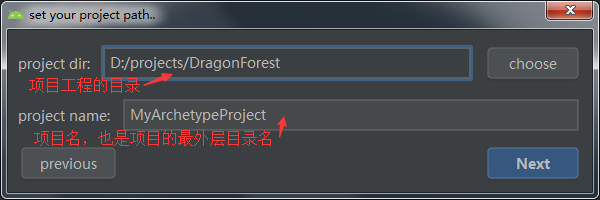 set your project path..
project dir: D:/projects/DragonForest choose
项目工程的目录
project name: MyArchetypeProject
项目名，也是项目的最外层目录名
previous Next